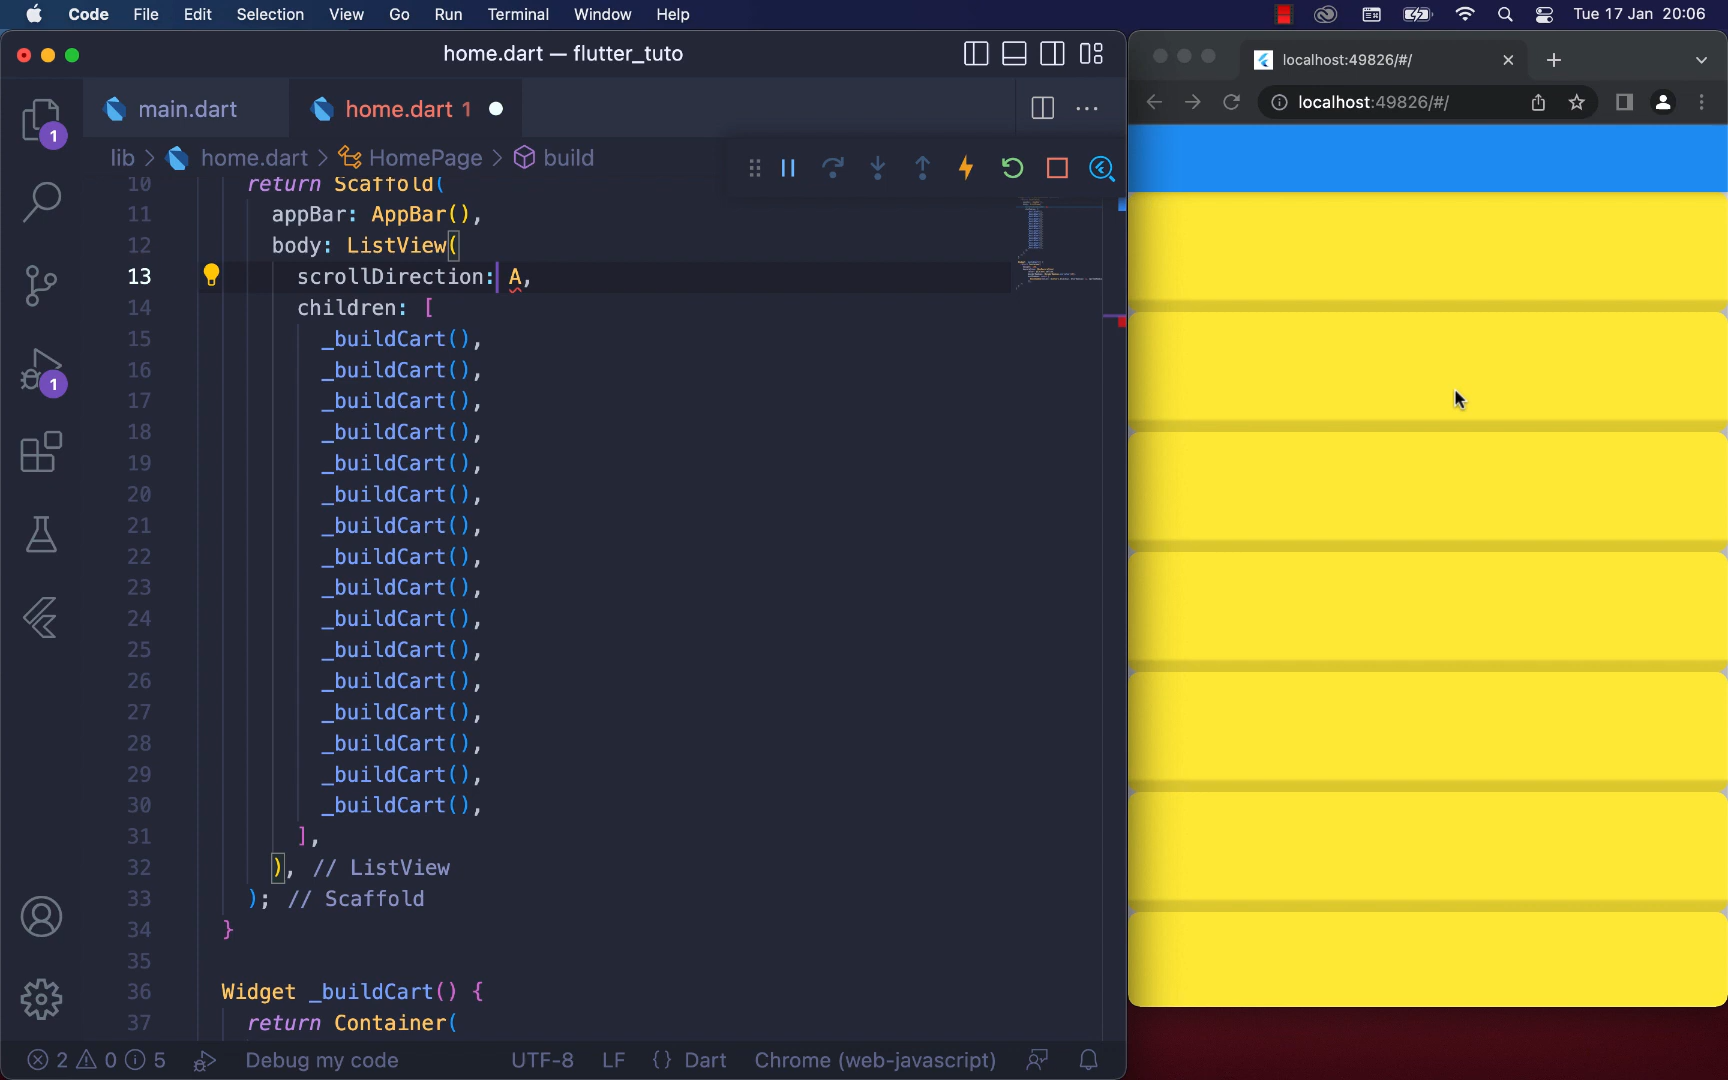 Code File Edit Selection View Go Run Terminal Window Help Tue 17 Jan 20:06
home.dart — flutter_tuto
main.dart home.dart 1
lib > home.dart > HomePage > build
10 return Scaffold(
11 appBar: AppBar(),
12 body: ListView(
13 scrollDirection: A,
14 children: [
15 _buildCart(),
16 _buildCart(),
17 _buildCart(),
18 _buildCart(),
19 _buildCart(),
20 _buildCart(),
21 _buildCart(),
22 _buildCart(),
23 _buildCart(),
24 _buildCart(),
25 _buildCart(),
26 _buildCart(),
27 _buildCart(),
28 _buildCart(),
29 _buildCart(),
30 _buildCart(),
31 ],
32 ), // ListView
33 ); // Scaffold
34 }
35
36 Widget _buildCart() {
37 return Container(
1
1
2 0 5 Debug my code UTF-8 LF {} Dart Chrome (web-javascript)
localhost:49826/#/
localhost:49826/#/